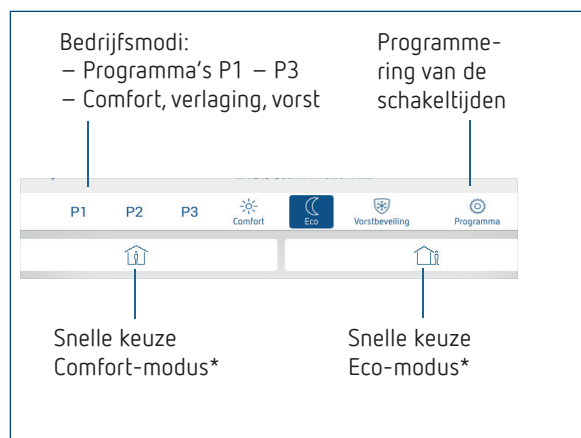 Bedrijfsmodi:
– Programma's P1 – P3
– Comfort, verlaging, vorst
Programme-
ring van de
schakeltijden
P1 P2 P3 Comfort Eco Vorstbeveiling Programma
Snelle keuze
Comfort-modus*
Snelle keuze
Eco-modus*